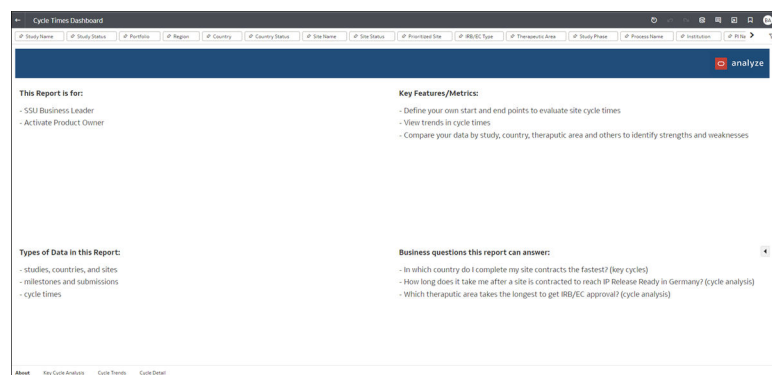 Cycle Times Dashboard
BA
Study Name Study Status Portfolio Region Country Country Status Site Name Site Status Prioritized Site IRB/EC Type Therapeutic Area Study Phase Process Name Institution PI Na
analyze
This Report is for:
- SSU Business Leader
- Activate Product Owner
Key Features/Metrics:
- Define your own start and end points to evaluate site cycle times
- View trends in cycle times
- Compare your data by study, country, theraputic area and others to identify strengths and weaknesses
Types of Data in this Report:
- studies, countries, and sites
- milestones and submissions
- cycle times
Business questions this report can answer:
- In which country do I complete my site contracts the fastest? (key cycles)
- How long does it take me after a site is contracted to reach IP Release Ready in Germany? (cycle analysis)
- Which theraputic area takes the longest to get IRB/EC approval? (cycle analysis)
About Key Cycle Analysis Cycle Trends Cycle Detail